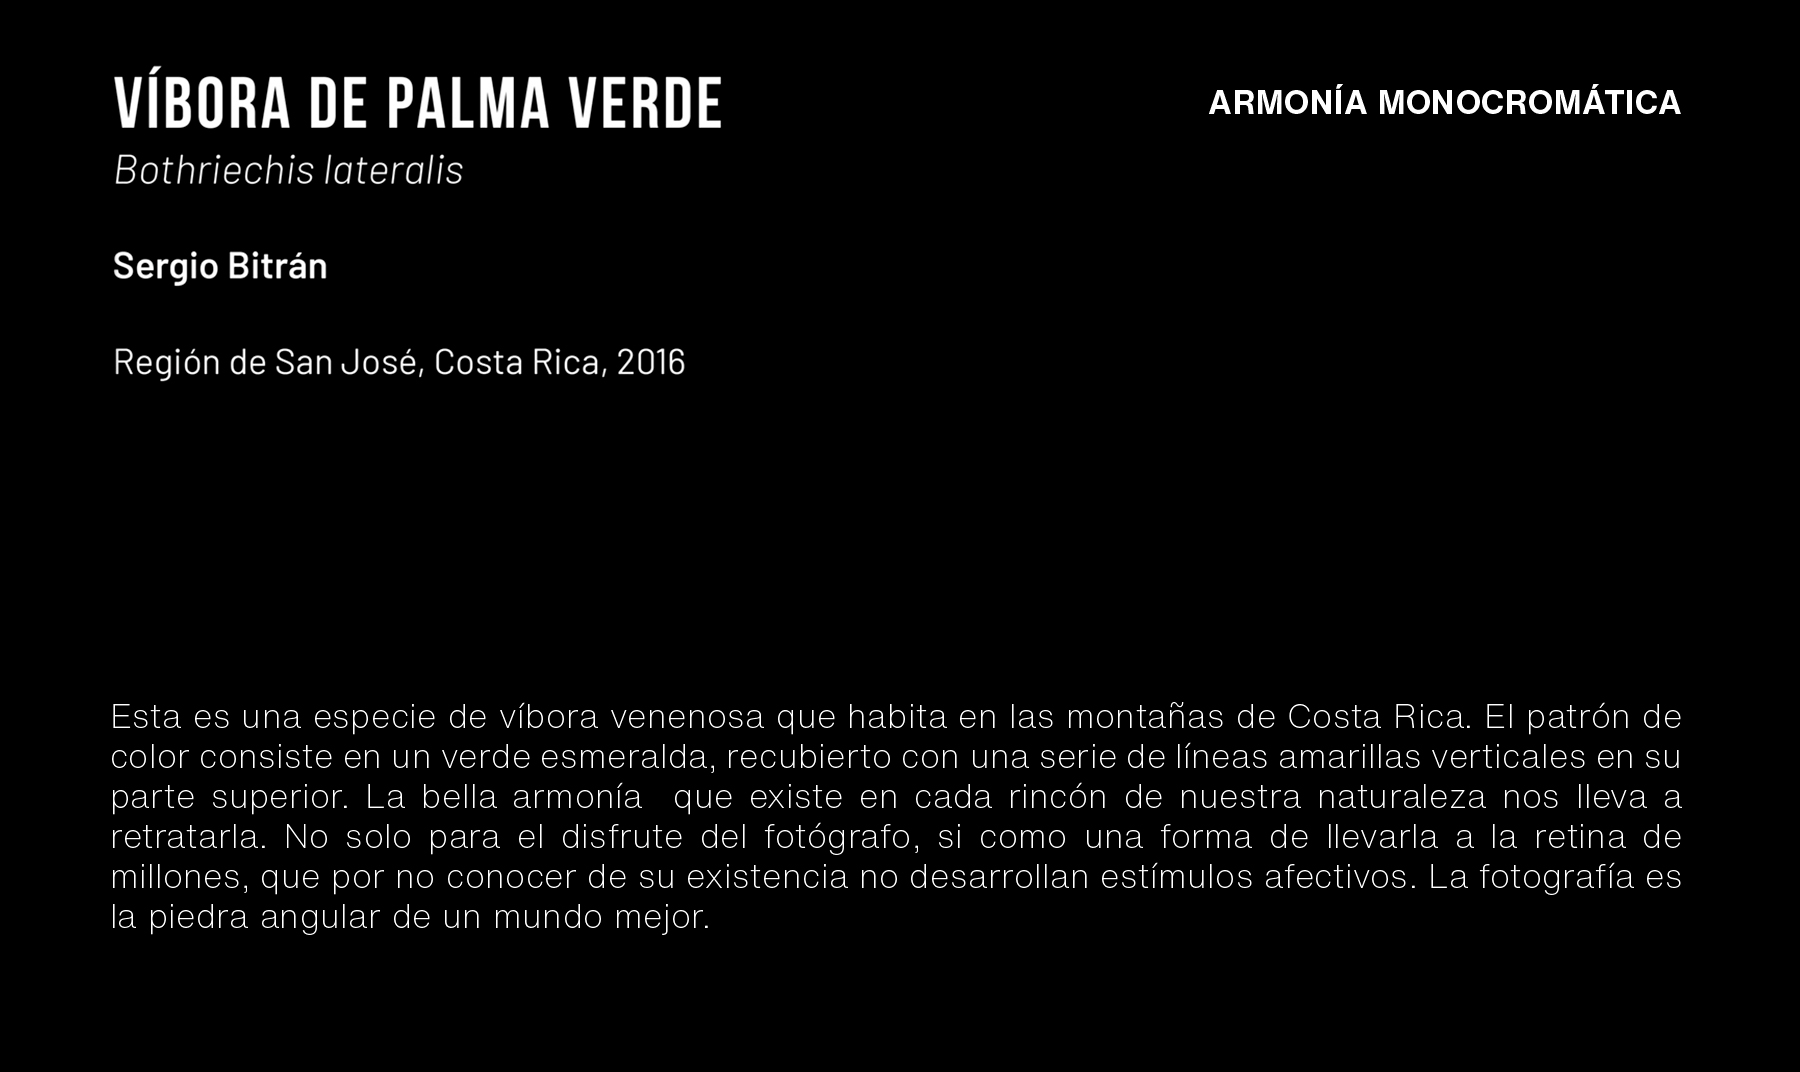 VÍBORA DE PALMA VERDE
ARMONÍA MONOCROMÁTICA
Bothriechis lateralis
Sergio Bitrán
Región de San José, Costa Rica, 2016
Esta es una especie de víbora venenosa que habita en las montañas de Costa Rica. El patrón de
color consiste en un verde esmeralda, recubierto con una serie de líneas amarillas verticales en su
parte superior. La bella armonía  que existe en cada rincón de nuestra naturaleza nos lleva a
retratarla. No solo para el disfrute del fotógrafo, si como una forma de llevarla a la retina de
millones, que por no conocer de su existencia no desarrollan estímulos afectivos. La fotografía es
la piedra angular de un mundo mejor.